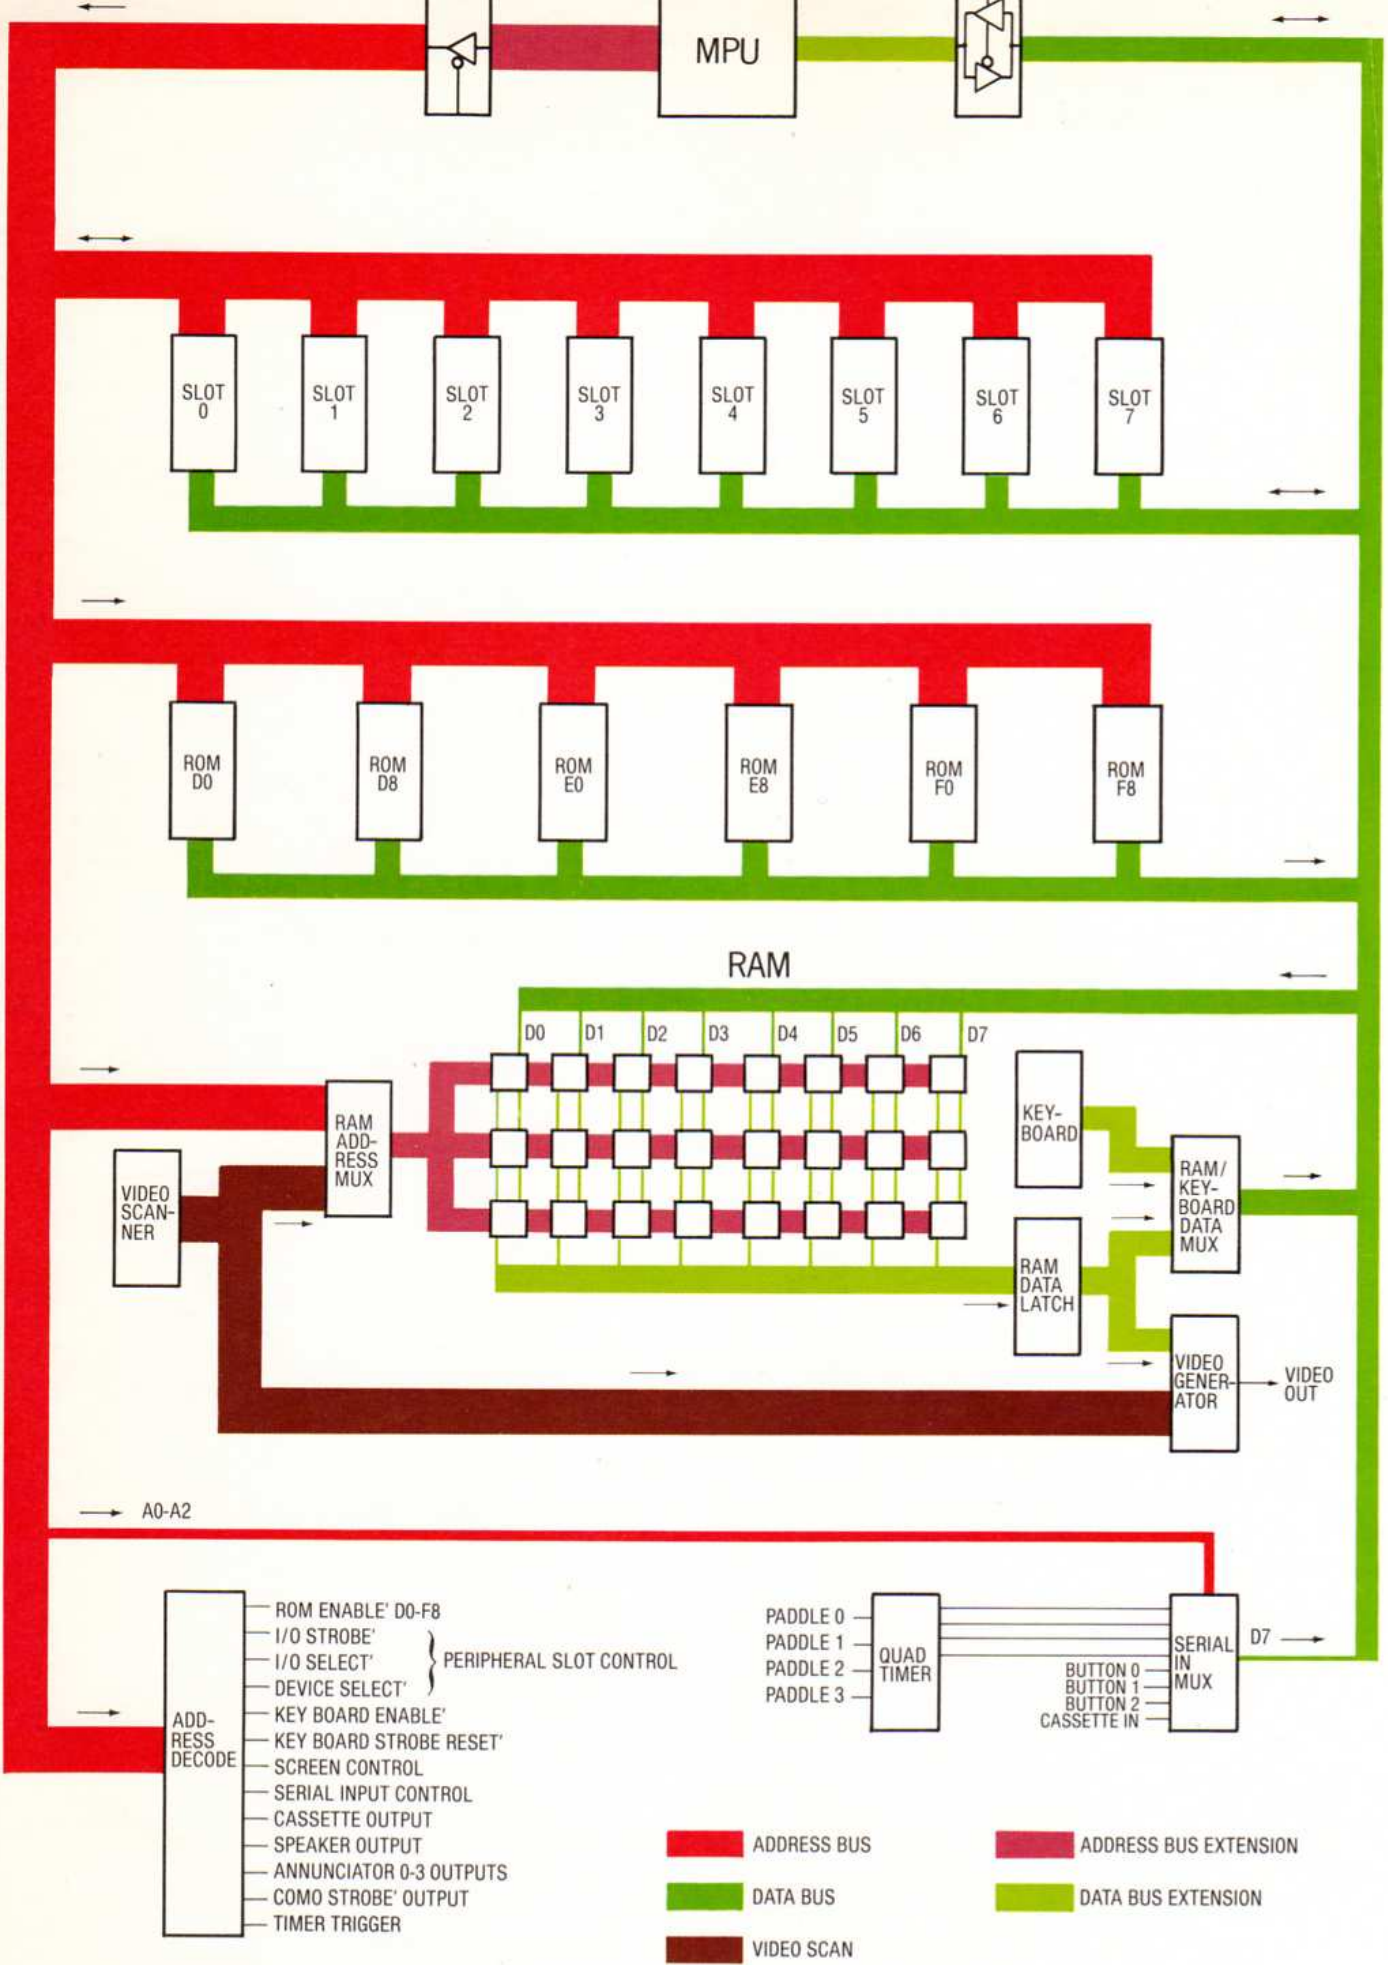 MPU
SLOT
0
SLOT
1
SLOT
2
SLOT
3
SLOT
4
SLOT
5
SLOT
6
SLOT
7
ROM
D0
ROM
D8
ROM
E0
ROM
E8
ROM
F0
ROM
F8
RAM
D0
D1
D2
D3
D4
D5
D6
D7
RAM
ADD-
RESS
MUX
VIDEO
SCAN-
NER
KEY-
BOARD
RAM/
KEY-
BOARD
DATA
MUX
RAM
DATA
LATCH
VIDEO
GENER-
ATOR
VIDEO
OUT
A0-A2
ADD-
RESS
DECODE
ROM ENABLE' D0-F8
I/O STROBE'
I/O SELECT'
DEVICE SELECT'
PERIPHERAL SLOT CONTROL
KEY BOARD ENABLE'
KEY BOARD STROBE RESET'
SCREEN CONTROL
SERIAL INPUT CONTROL
CASSETTE OUTPUT
SPEAKER OUTPUT
ANNUNCIATOR 0-3 OUTPUTS
COMO STROBE' OUTPUT
TIMER TRIGGER
PADDLE 0
PADDLE 1
PADDLE 2
PADDLE 3
QUAD
TIMER
BUTTON 0
BUTTON 1
BUTTON 2
CASSETTE IN
SERIAL
IN
MUX
D7
ADDRESS BUS
ADDRESS BUS EXTENSION
DATA BUS
DATA BUS EXTENSION
VIDEO SCAN